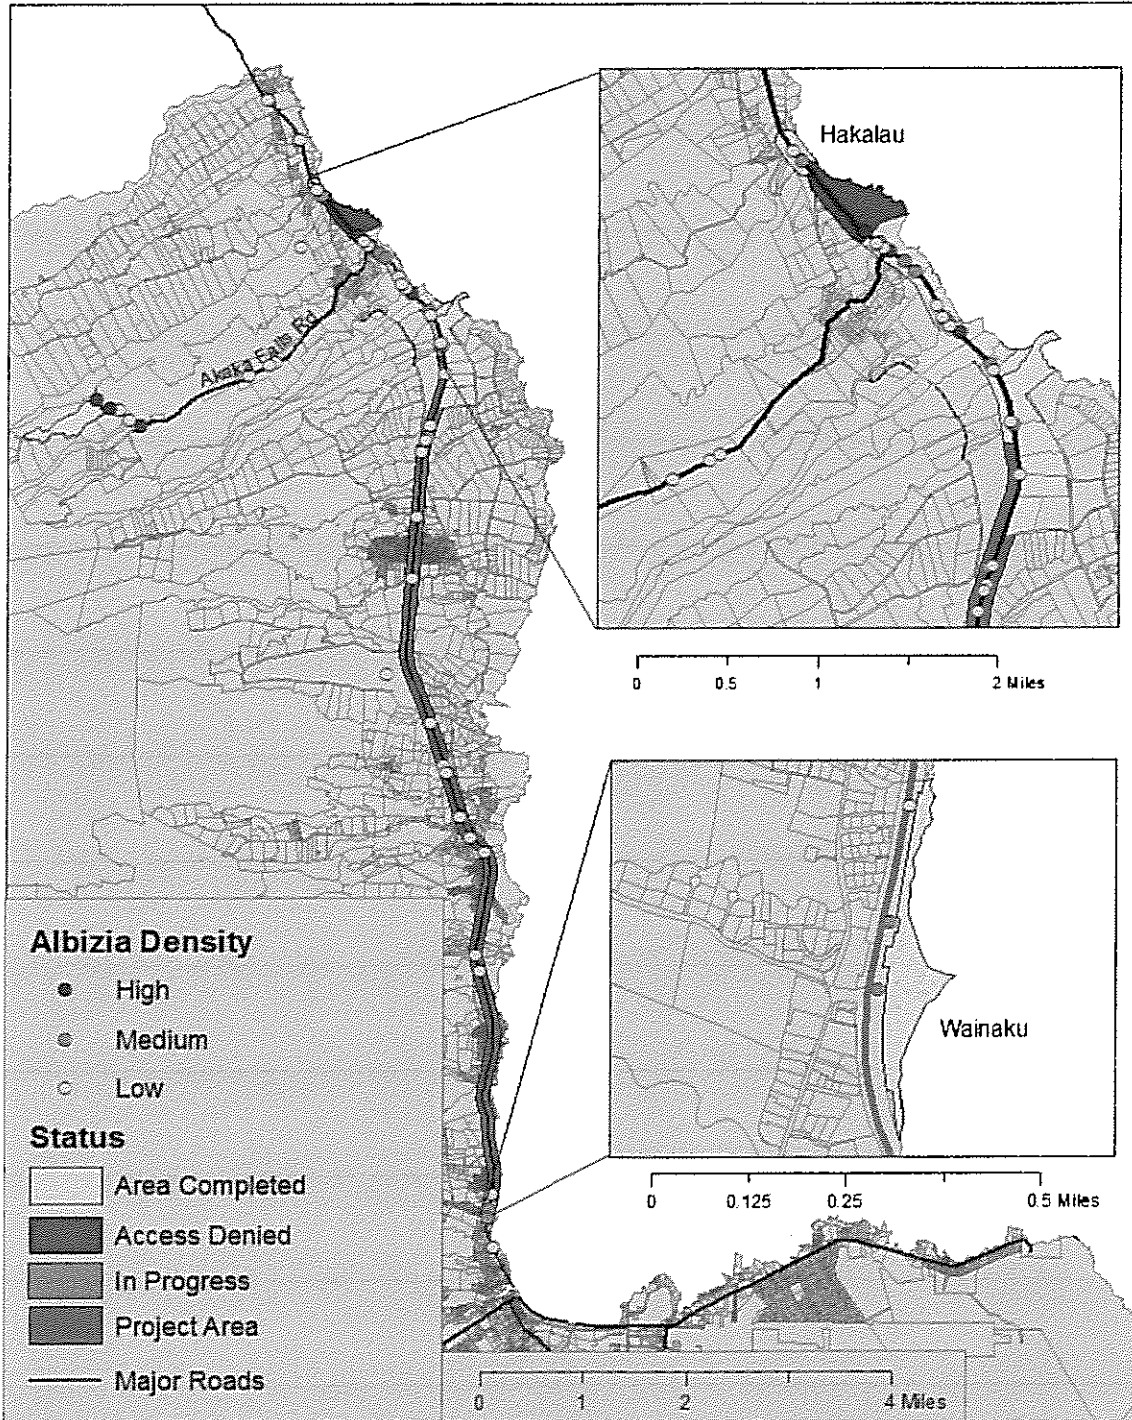 Hakalau
Akaka Falls Rd
0 0.5 1 2 Miles
Wainaku
0 0.125 0.25 0.5 Miles
Albizia Density
High
Medium
Low
Status
Area Completed
Access Denied
In Progress
Project Area
Major Roads
0 1 2 4 Miles